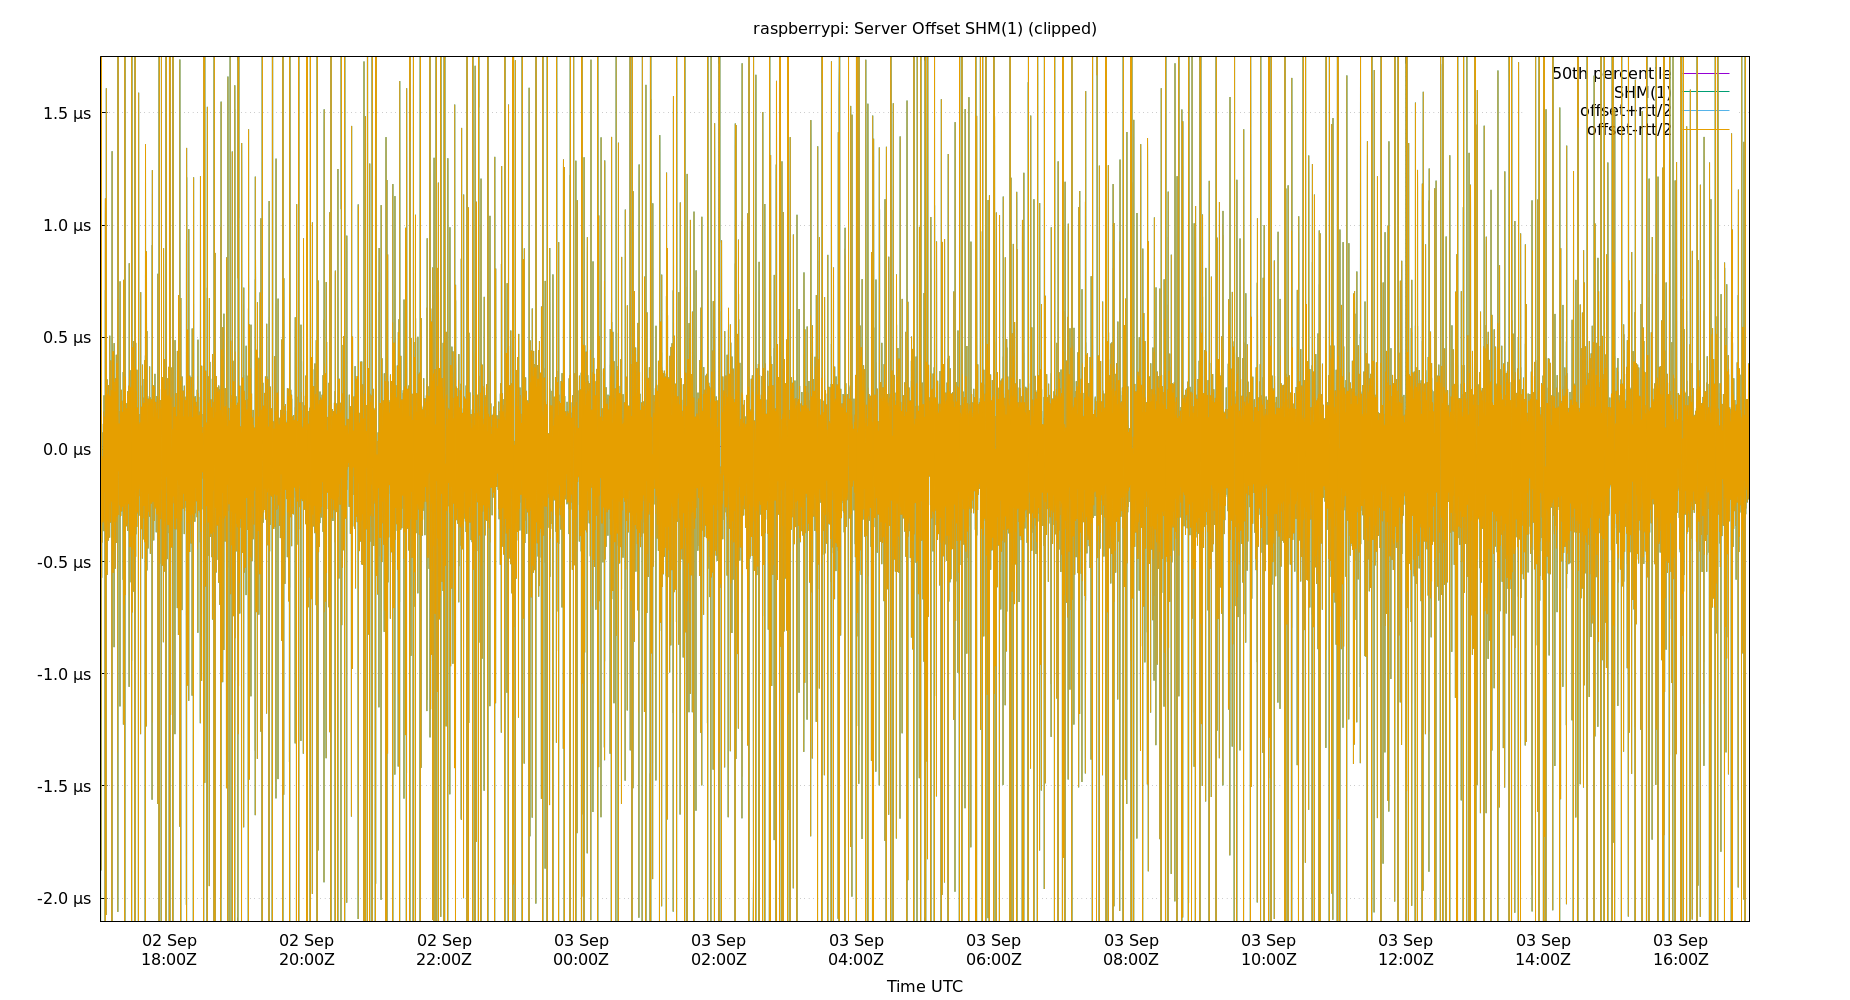 raspberrypi: Server Offset SHM(1) (clipped)
50th percentile
SHM(1)
offset+rtt/2
offset-rtt/2
1.5 µs
1.0 µs
0.5 µs
0.0 µs
-0.5 µs
-1.0 µs
-1.5 µs
-2.0 µs
02 Sep 02 Sep 02 Sep 03 Sep 03 Sep 03 Sep 03 Sep 03 Sep 03 Sep 03 Sep 03 Sep 03 Sep
18:00Z 20:00Z 22:00Z 00:00Z 02:00Z 04:00Z 06:00Z 08:00Z 10:00Z 12:00Z 14:00Z 16:00Z
Time UTC